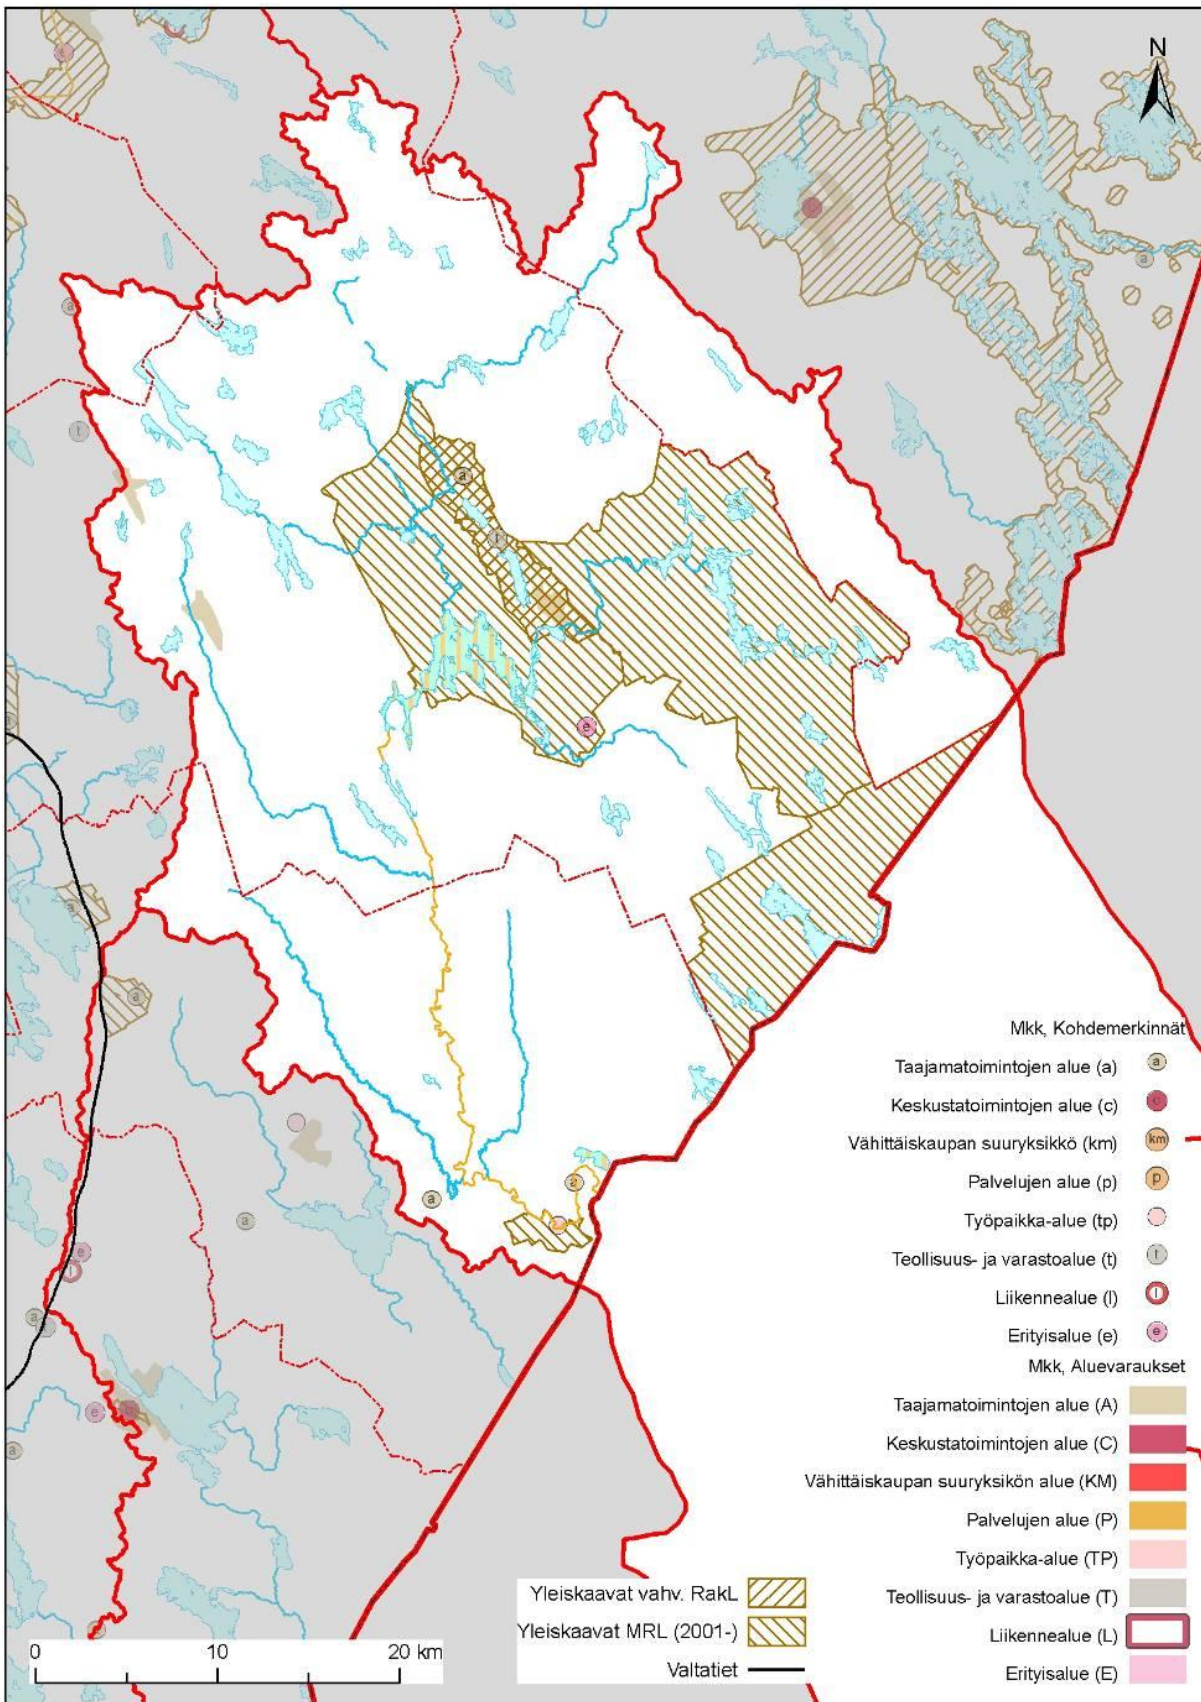 N
a
c
a
a
t
a
t
a
e
a
a
a
a
a
a
e
l
a
e
a
Mkk, Kohdemerkinnät
Taajamatoimintojen alue (a) a
Keskustatoimintojen alue (c) c
Vähittäiskaupan suuryksikkö (km) km
Palvelujen alue (p) p
Työpaikka-alue (tp)
Teollisuus- ja varastoalue (t) t
Liikennealue (l) l
Erityisalue (e) e
Mkk, Aluevaraukset
Taajamatoimintojen alue (A)
Keskustatoimintojen alue (C)
Vähittäiskaupan suuryksikön alue (KM)
Palvelujen alue (P)
Työpaikka-alue (TP)
Teollisuus- ja varastoalue (T)
Liikennealue (L)
Erityisalue (E)
Yleiskaavat vahv. RakL
Yleiskaavat MRL (2001-)
Valtatiet
0 10 20 km